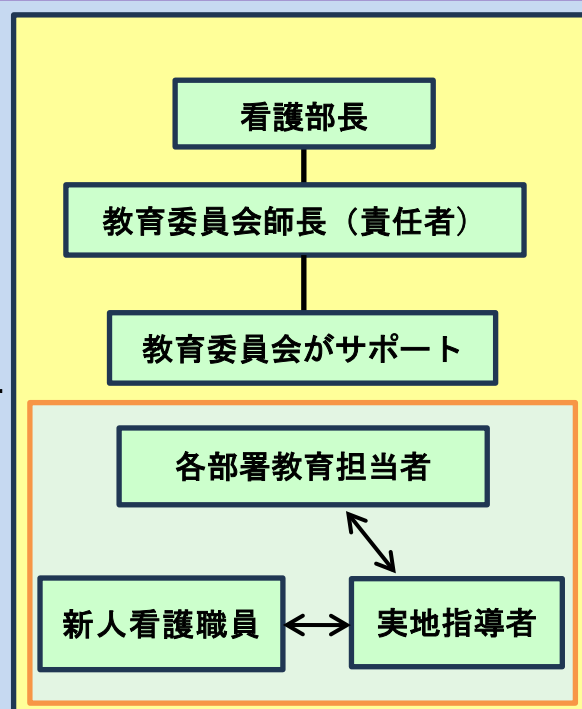 看護部長
教育委員会師長（責任者）
教育委員会がサポート
各部署教育担当者
新人看護職員
実地指導者